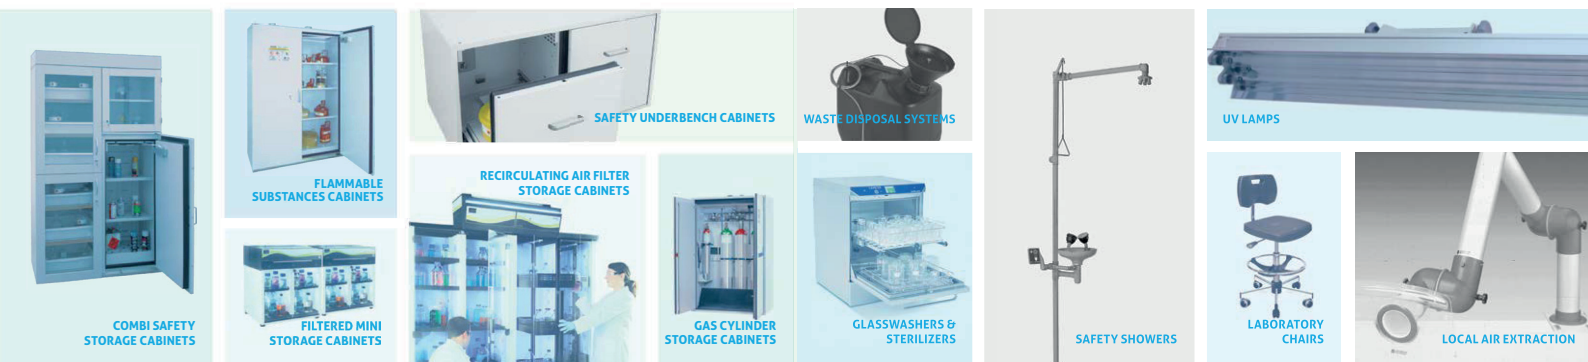 COMBI SAFETY
STORAGE CABINETS
FLAMMABLE
SUBSTANCES CABINETS
FILTERED MINI
STORAGE CABINETS
SAFETY UNDERBENCH CABINETS
RECIRCULATING AIR FILTER
STORAGE CABINETS
GAS CYLINDER
STORAGE CABINETS
WASTE DISPOSAL SYSTEMS
GLASSWASHERS &
STERILIZERS
SAFETY SHOWERS
UV LAMPS
LABORATORY
CHAIRS
LOCAL AIR EXTRACTION